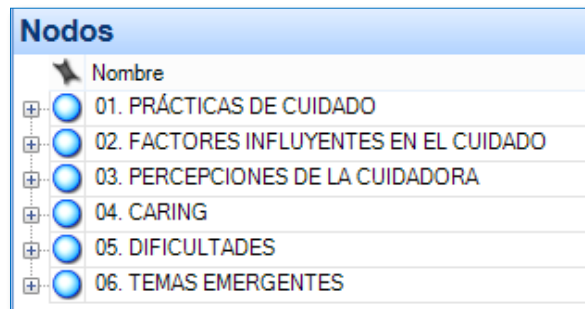 Nodos
Nombre
01. PRÁCTICAS DE CUIDADO
02. FACTORES INFLUYENTES EN EL CUIDADO
03. PERCEPCIONES DE LA CUIDADORA
04. CARING
05. DIFICULTADES
06. TEMAS EMERGENTES